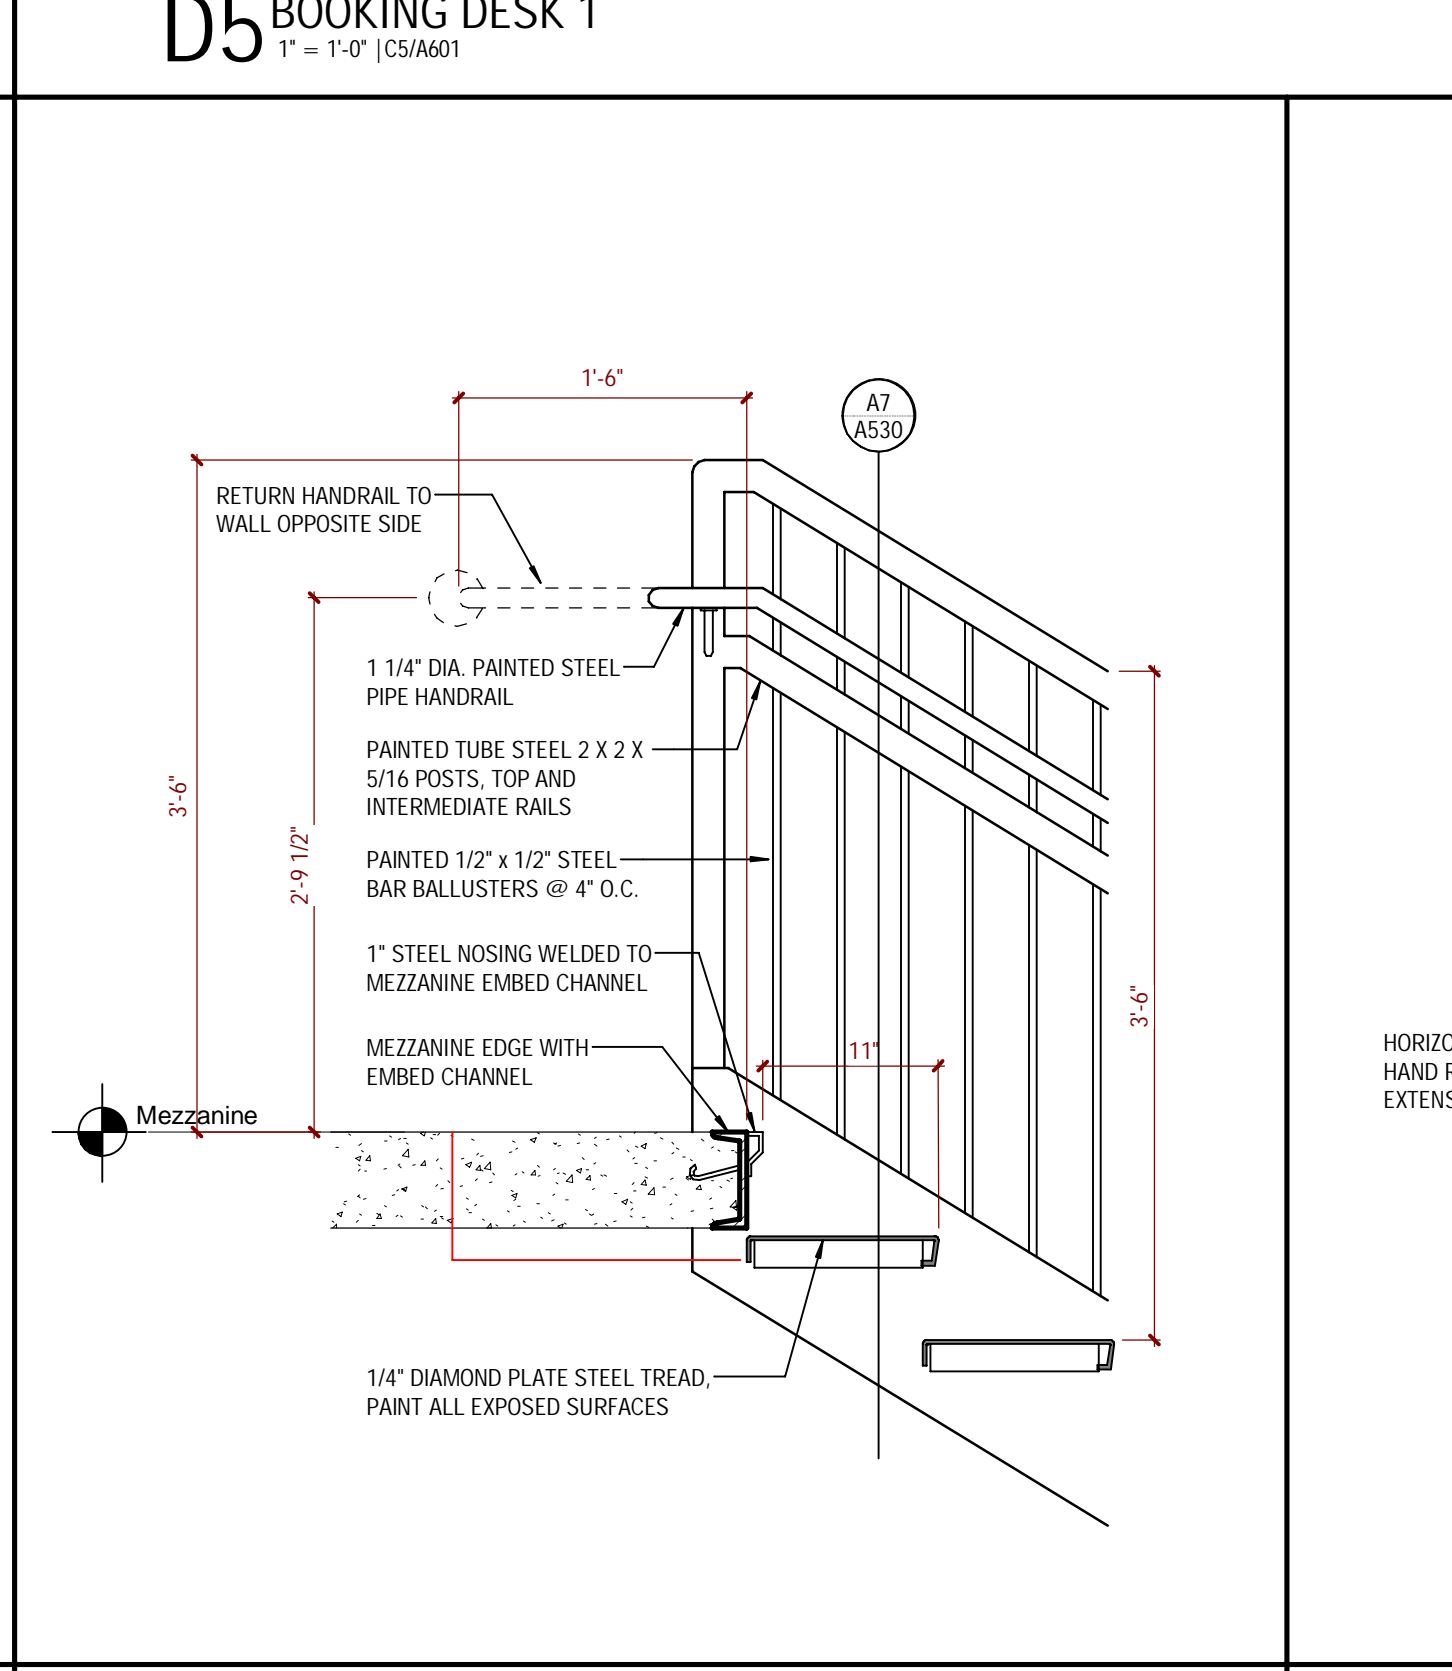 D5 BOOKING DESK 1
1" = 1'-0" | C5/A601
1'-6"
A7
A530
RETURN HANDRAIL TO
WALL OPPOSITE SIDE
1 1/4" DIA. PAINTED STEEL
PIPE HANDRAIL
PAINTED TUBE STEEL 2 X 2 X
5/16 POSTS, TOP AND
INTERMEDIATE RAILS
3'-6"
2'-9 1/2"
PAINTED 1/2" x 1/2" STEEL
BAR BALLUSTERS @ 4" O.C.
1" STEEL NOSING WELDED TO
MEZZANINE EMBED CHANNEL
3'-6"
MEZZANINE EDGE WITH
EMBED CHANNEL
11"
HORIZO
HAND R
EXTENS
Mezzanine
1/4" DIAMOND PLATE STEEL TREAD,
PAINT ALL EXPOSED SURFACES